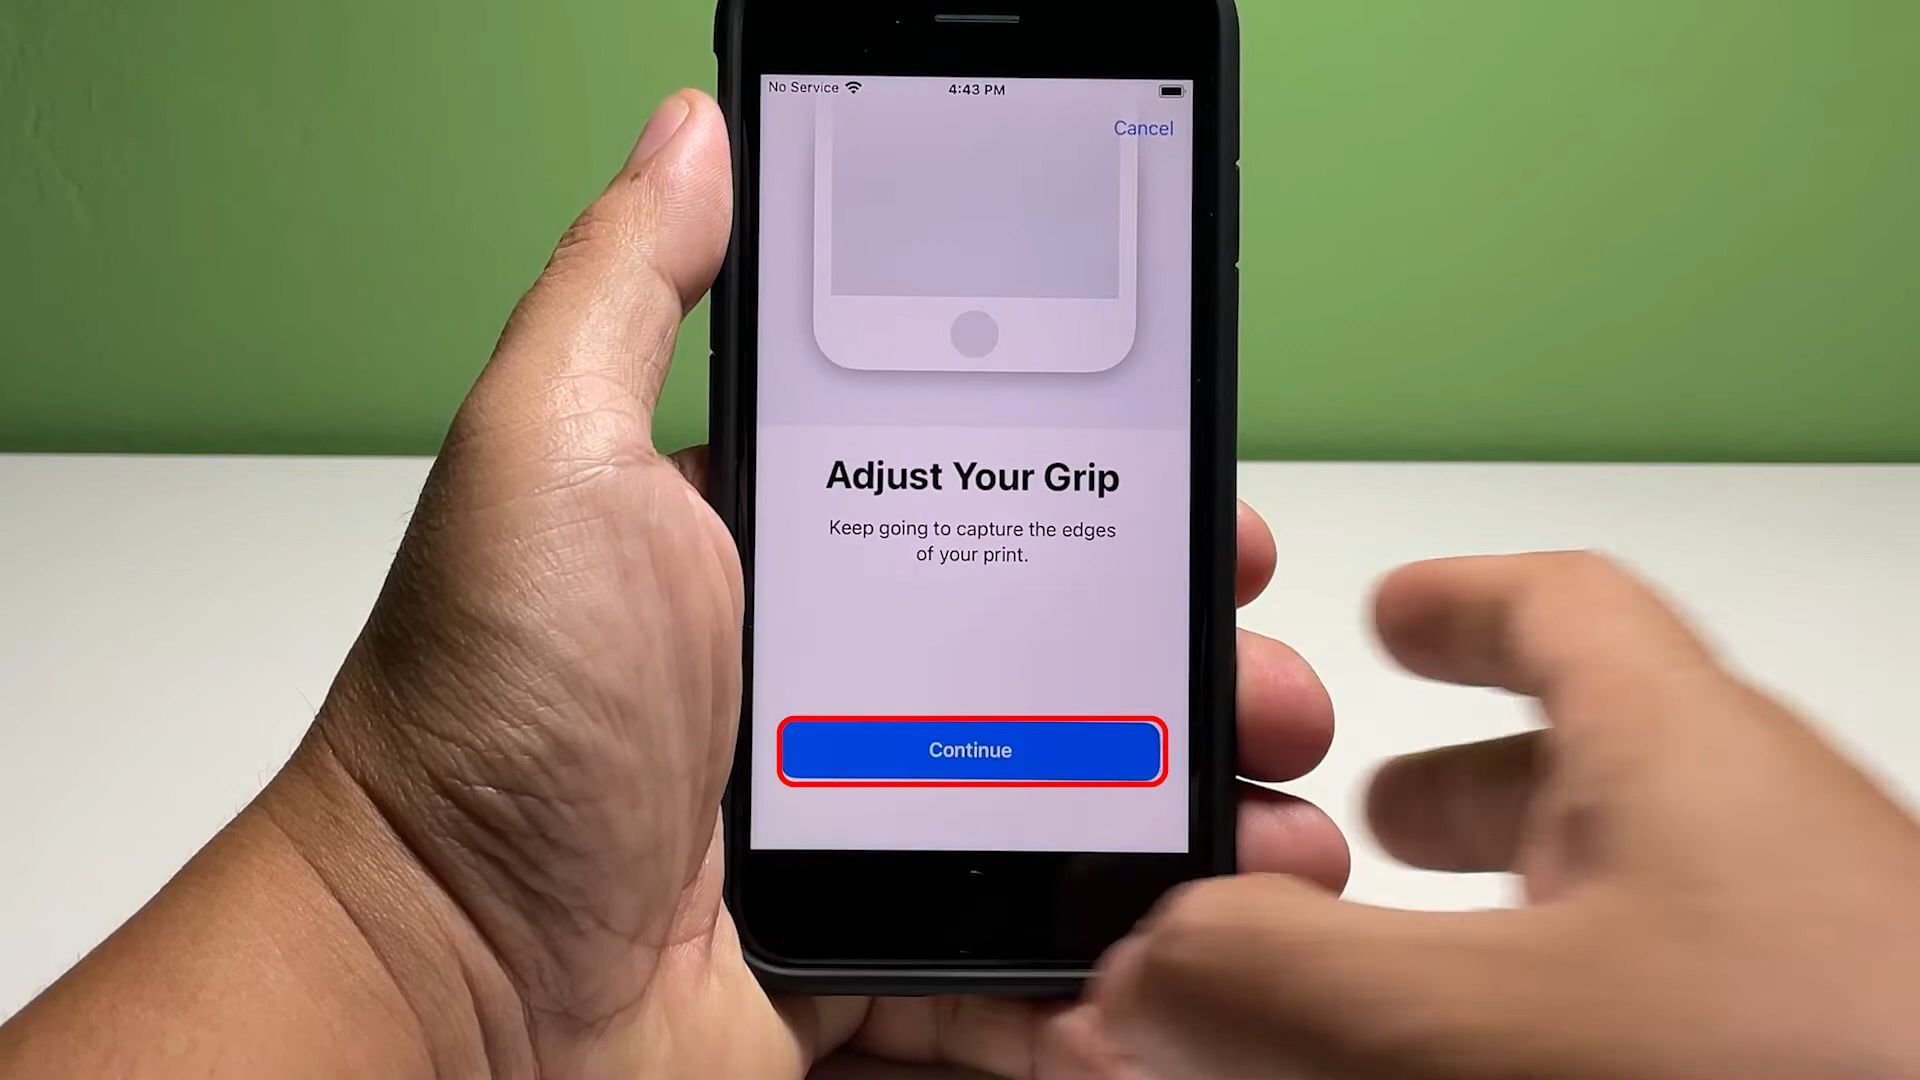 No Service
4:43 PM
Cancel
Adjust Your Grip
Keep going to capture the edges
of your print.
Continue